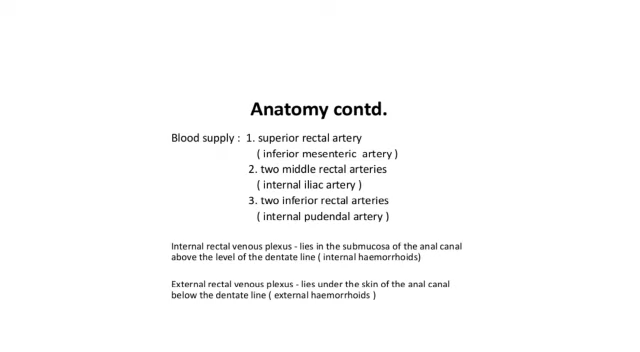 Anatomy contd.
Blood supply : 1. superior rectal artery
( inferior mesenteric artery )
2. two middle rectal arteries
( internal iliac artery )
3. two inferior rectal arteries
( internal pudendal artery )
Internal rectal venous plexus - lies in the submucosa of the anal canal
above the level of the dentate line ( internal haemorrhoids)
External rectal venous plexus - lies under the skin of the anal canal
below the dentate line ( external haemorrhoids )